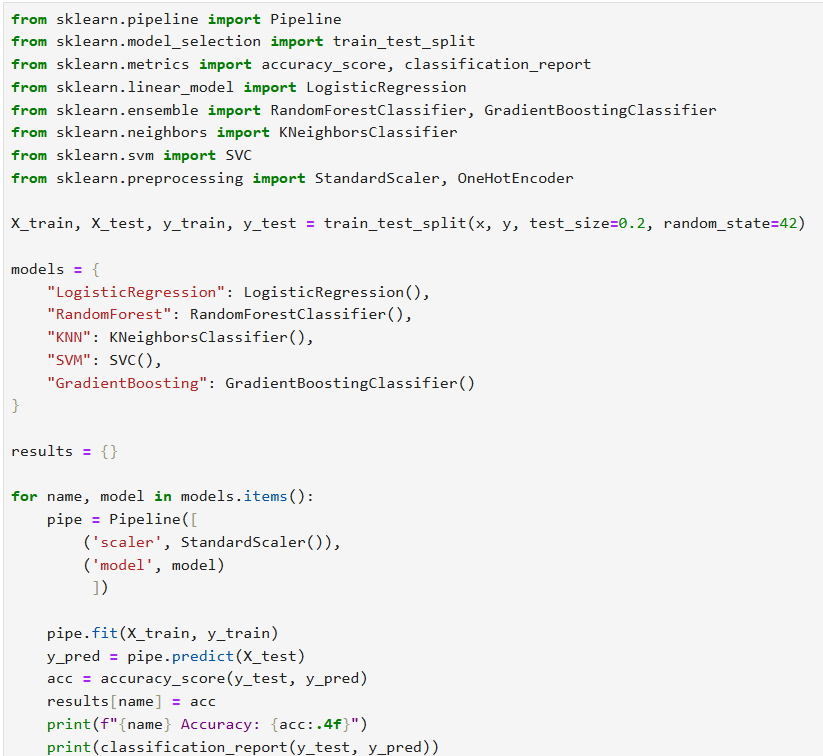 from sklearn.pipeline import Pipeline
from sklearn.model_selection import train_test_split
from sklearn.metrics import accuracy_score, classification_report
from sklearn.linear_model import LogisticRegression
from sklearn.ensemble import RandomForestClassifier, GradientBoostingClassifier
from sklearn.neighbors import KNeighborsClassifier
from sklearn.svm import SVC
from sklearn.preprocessing import StandardScaler, OneHotEncoder

X_train, X_test, y_train, y_test = train_test_split(x, y, test_size=0.2, random_state=42)

models = {
    "LogisticRegression": LogisticRegression(),
    "RandomForest": RandomForestClassifier(),
    "KNN": KNeighborsClassifier(),
    "SVM": SVC(),
    "GradientBoosting": GradientBoostingClassifier()
}

results = {}

for name, model in models.items():
    pipe = Pipeline([
        ('scaler', StandardScaler()),
        ('model', model)
         ])

    pipe.fit(X_train, y_train)
    y_pred = pipe.predict(X_test)
    acc = accuracy_score(y_test, y_pred)
    results[name] = acc
    print(f"{name} Accuracy: {acc:.4f}")
    print(classification_report(y_test, y_pred))